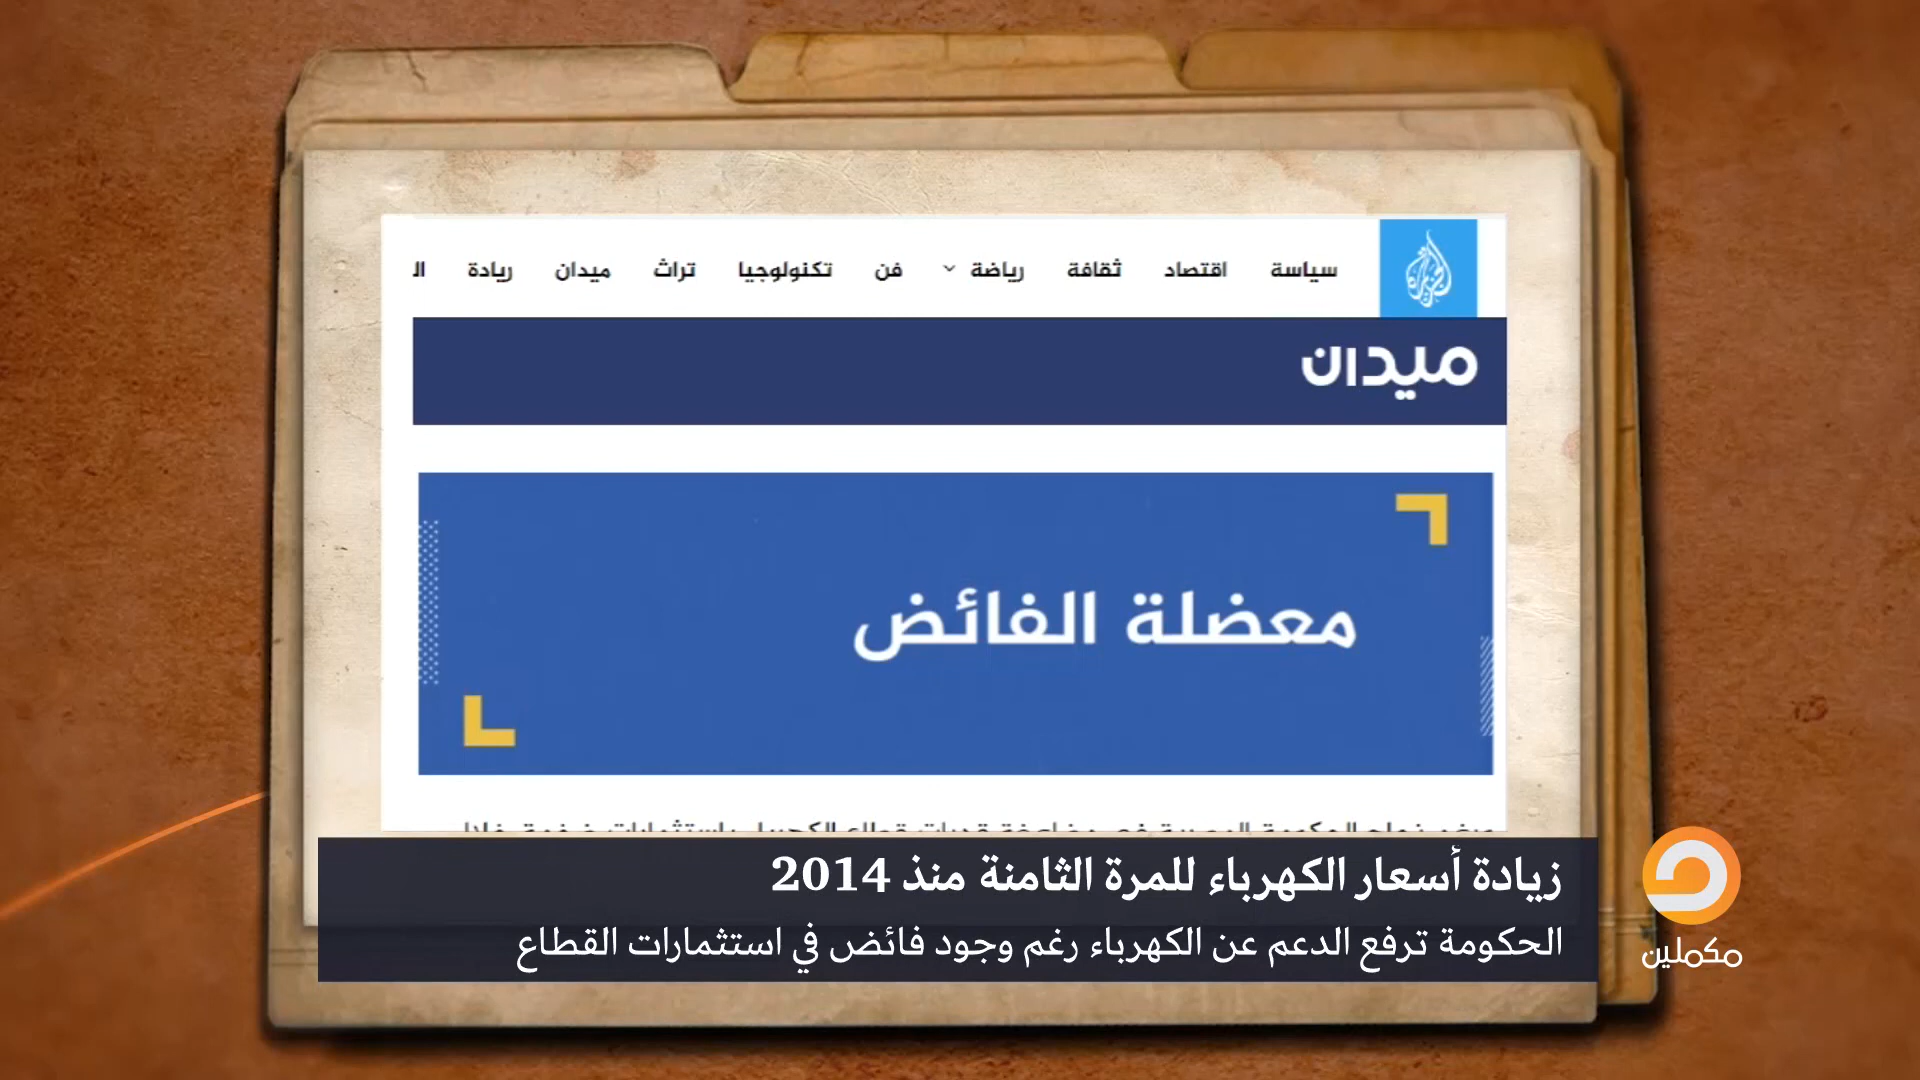 سياسة اقتصاد ثقافة رياضة فن تكنولوجيا تراث ميدان ريادة
ميدان
معضلة الفائض
زيادة أسعار الكهرباء للمرة الثامنة منذ 2014
الحكومة ترفع الدعم عن الكهرباء رغم وجود فائض في استثمارات القطاع
مكملين